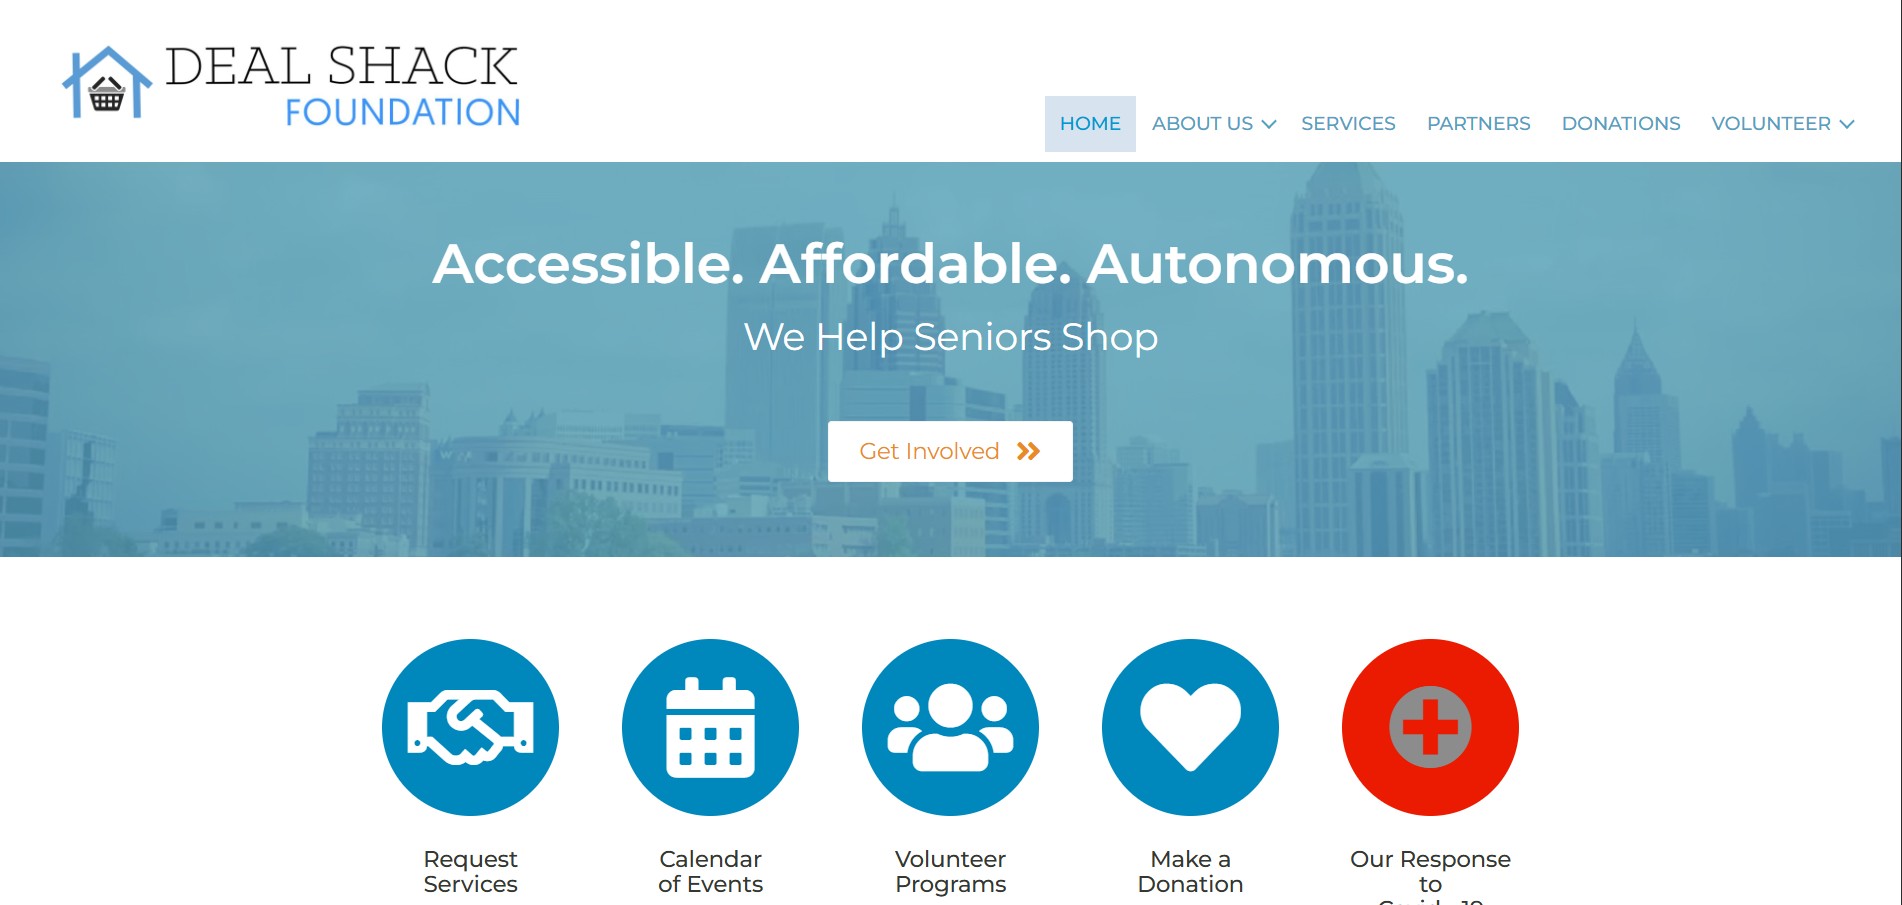 DEAL SHACK
FOUNDATION
HOME
ABOUT US
SERVICES
PARTNERS
DONATIONS
VOLUNTEER
Accessible. Affordable. Autonomous.
We Help Seniors Shop
Get Involved
Request
Services
Calendar
of Events
Volunteer
Programs
Make a
Donation
Our Response
to